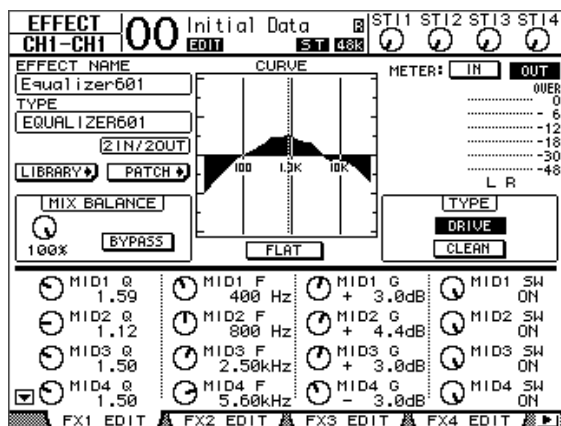 EFFECT
CH1-CH1
00
Initial Data
EDIT
ST 48K
STI1 STI2 STI3 STI4
EFFECT NAME
Equalizer601
TYPE
EQUALIZER601
2IN/2OUT
LIBRARY PATCH
CURVE
100 1.3K 10K
FLAT
METER: IN OUT
OVER
0
- 6
-12
-18
-30
-48
L R
MIX BALANCE
100% BYPASS
TYPE
DRIVE
CLEAN
MID1 Q 1.59
MID1 F 400 Hz
MID1 G + 3.0dB
MID1 SW ON
MID2 Q 1.12
MID2 F 800 Hz
MID2 G + 4.4dB
MID2 SW ON
MID3 Q 1.50
MID3 F 2.50kHz
MID3 G + 3.0dB
MID3 SW ON
MID4 Q 1.50
MID4 F 5.60kHz
MID4 G - 3.0dB
MID4 SW ON
FX1 EDIT FX2 EDIT FX3 EDIT FX4 EDIT